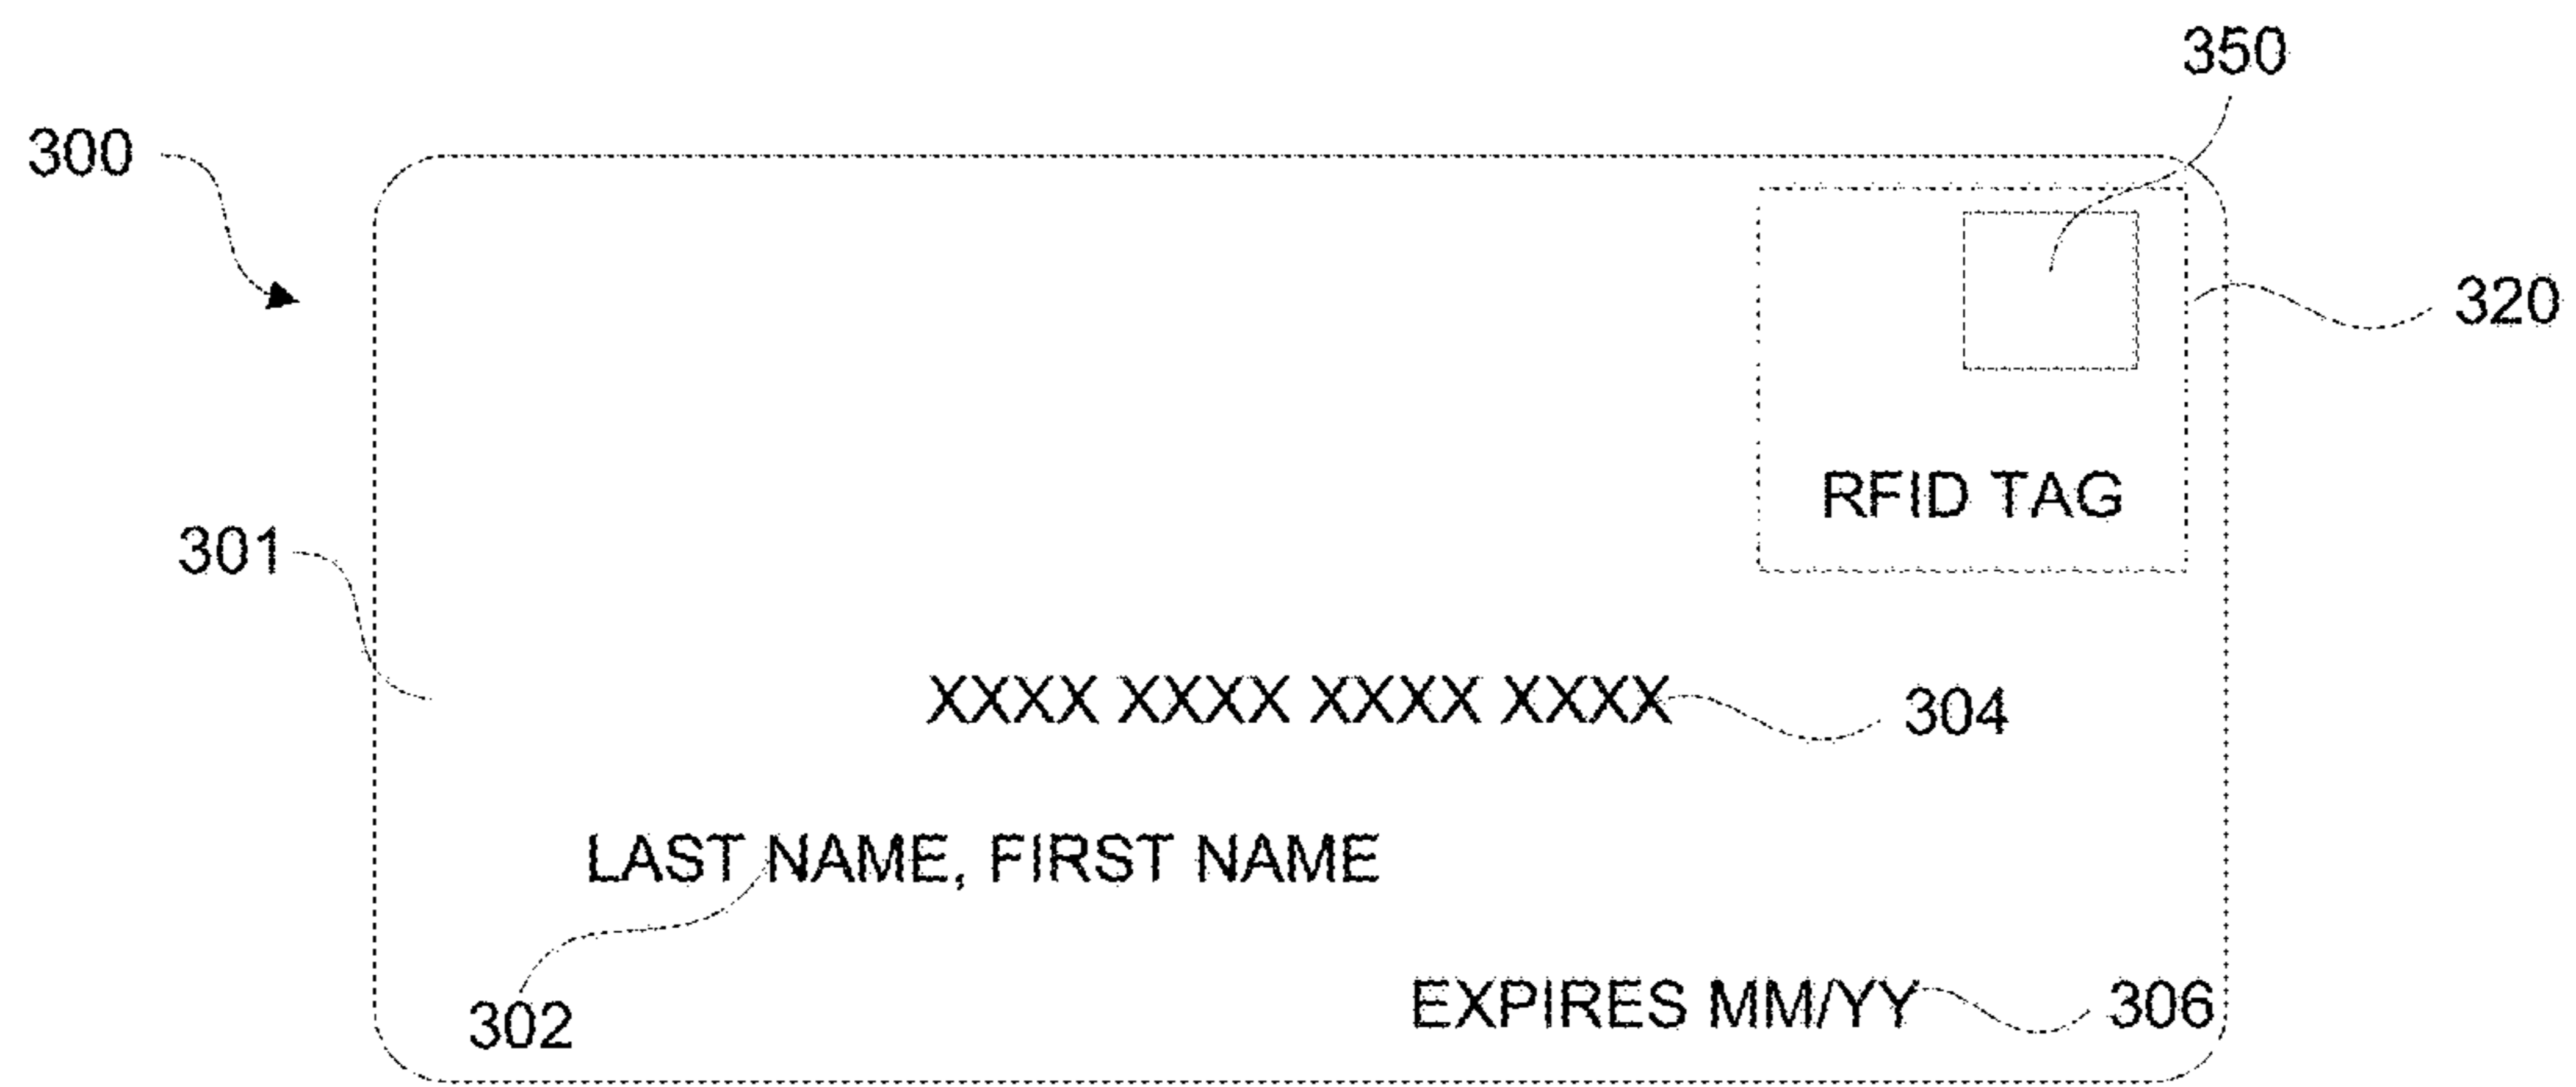 350
300
320
RFID TAG
301
XXXX XXXX XXXX XXXX
304
LAST NAME, FIRST NAME
302
EXPIRES MM/YY
306